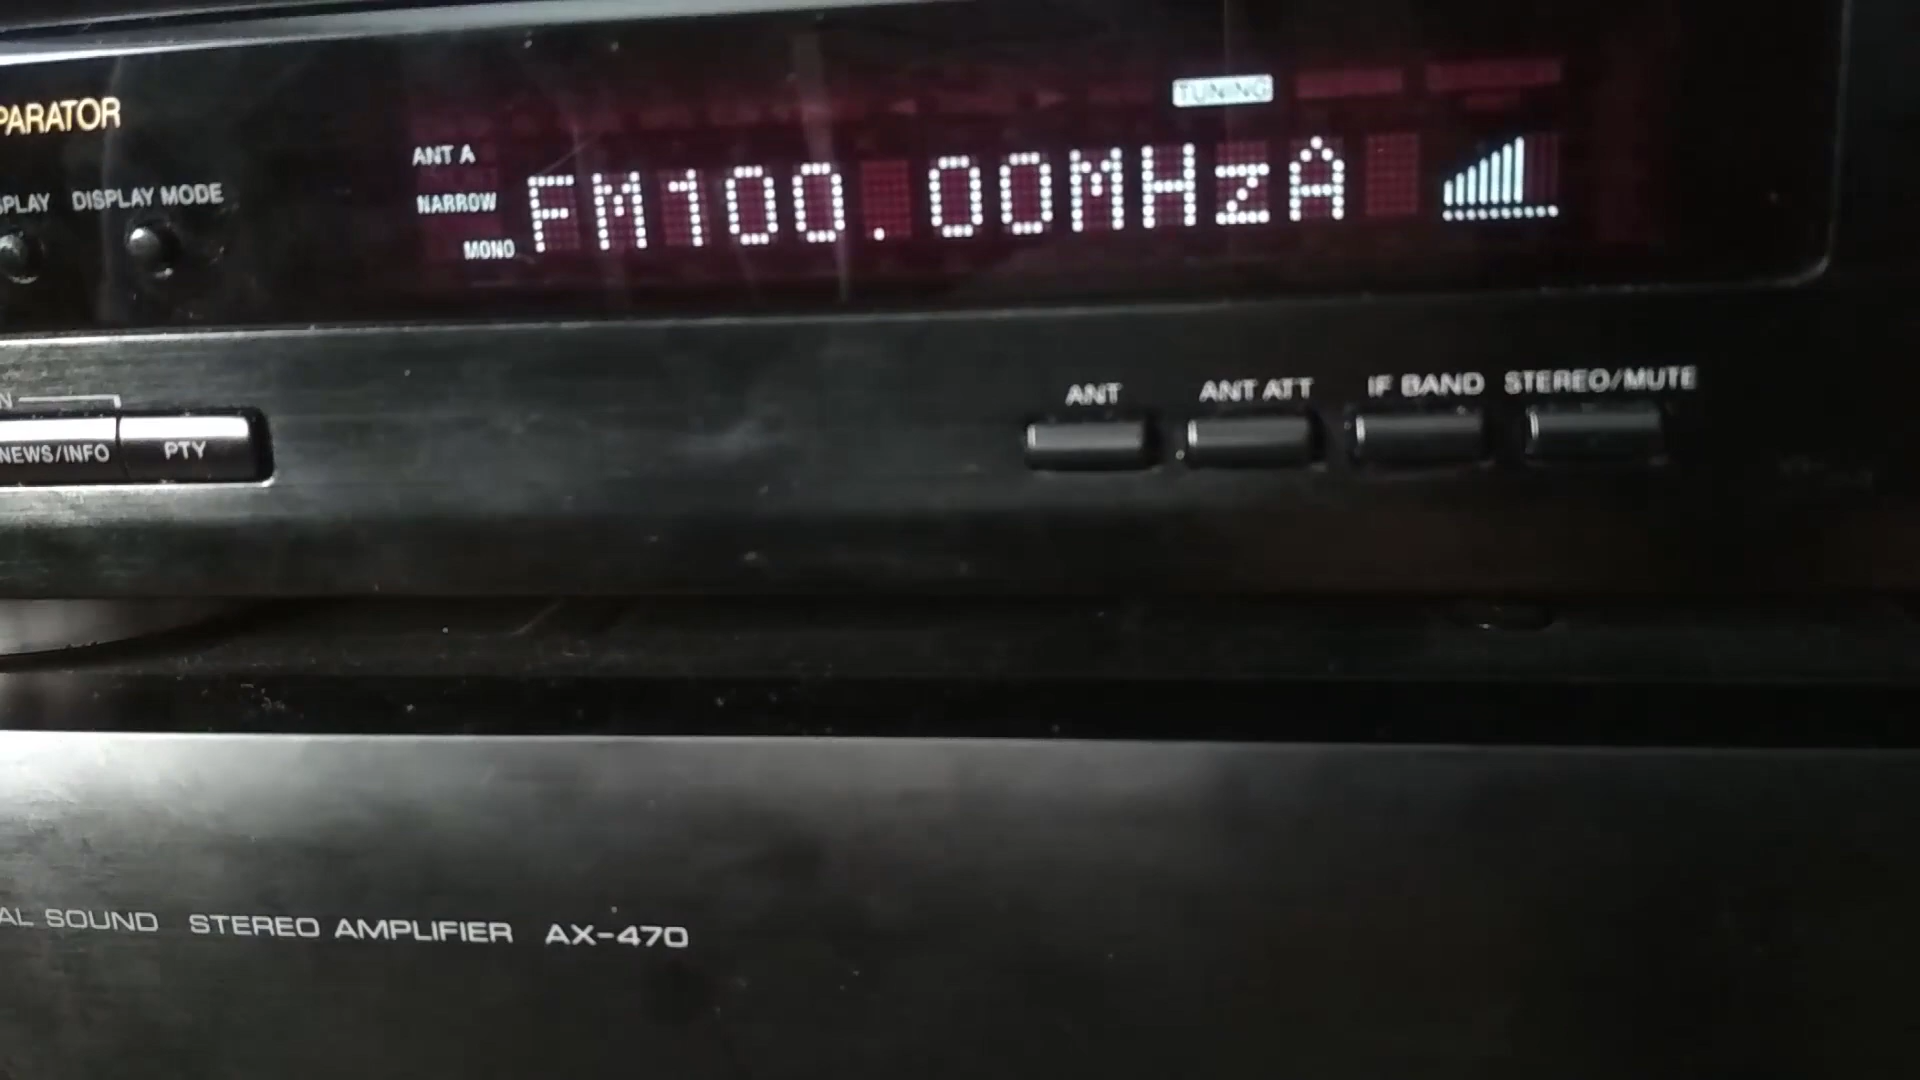 PARATOR
TUNING
ANT A
NARROW
MONO
FM100.00MHzA
PLAY DISPLAY MODE
ANT ANT ATT IF BAND STEREO/MUTE
N
NEWS/INFO PTY
AL SOUND STEREO AMPLIFIER AX-470